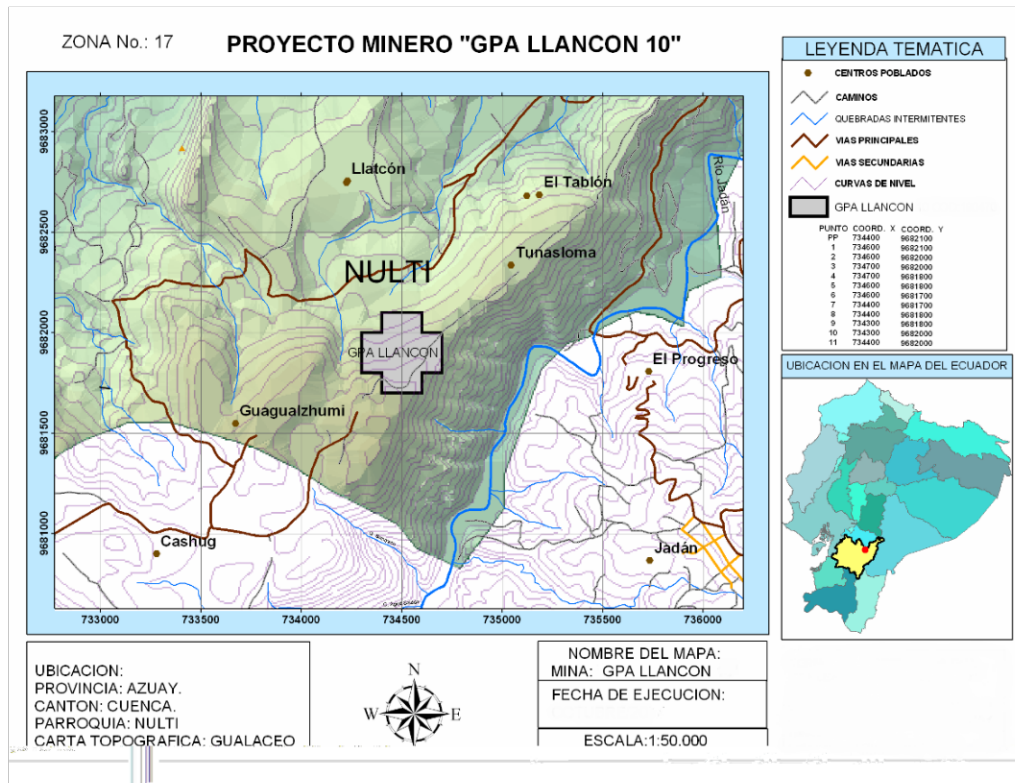 ZONA No.: 17
PROYECTO MINERO "GPA LLANCON 10"
LEYENDA TEMATICA
CENTROS POBLADOS
CAMINOS
QUEBRADAS INTERMITENTES
VIAS PRINCIPALES
VIAS SECUNDARIAS
CURVAS DE NIVEL
GPA LLANCON
PUNTO COORD. X COORD. Y
PP 734400 9682100
1 734600 9682100
2 734600 9682000
3 734700 9682000
4 734700 9681800
5 734600 9681800
6 734600 9681700
7 734400 9681700
8 734400 9681800
9 734300 9681800
10 734300 9682000
11 734400 9682000
9683000
9682500
9682000
9681500
9681000
Llatcón
El Tablón
Río Jadán
Tunasloma
NULTI
GPA LLANCON
El Progreso
Guagualzhumi
Cashug
Jadán
733000 733500 734000 734500 735000 735500 736000
UBICACION EN EL MAPA DEL ECUADOR
UBICACION:
PROVINCIA: AZUAY.
CANTON: CUENCA.
PARROQUIA: NULTI
CARTA TOPOGRAFICA: GUALACEO
N
W
E
S
NOMBRE DEL MAPA:
MINA: GPA LLANCON
FECHA DE EJECUCION:
ESCALA:1:50.000